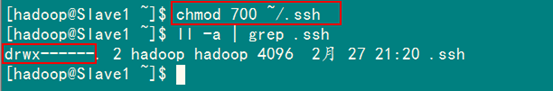 [hadoop@Slave1 ~]$ chmod 700 ~/.ssh
[hadoop@Slave1 ~]$ ll -a | grep .ssh
drwx------. 2 hadoop hadoop 4096  2月 27 21:20 .ssh
[hadoop@Slave1 ~]$